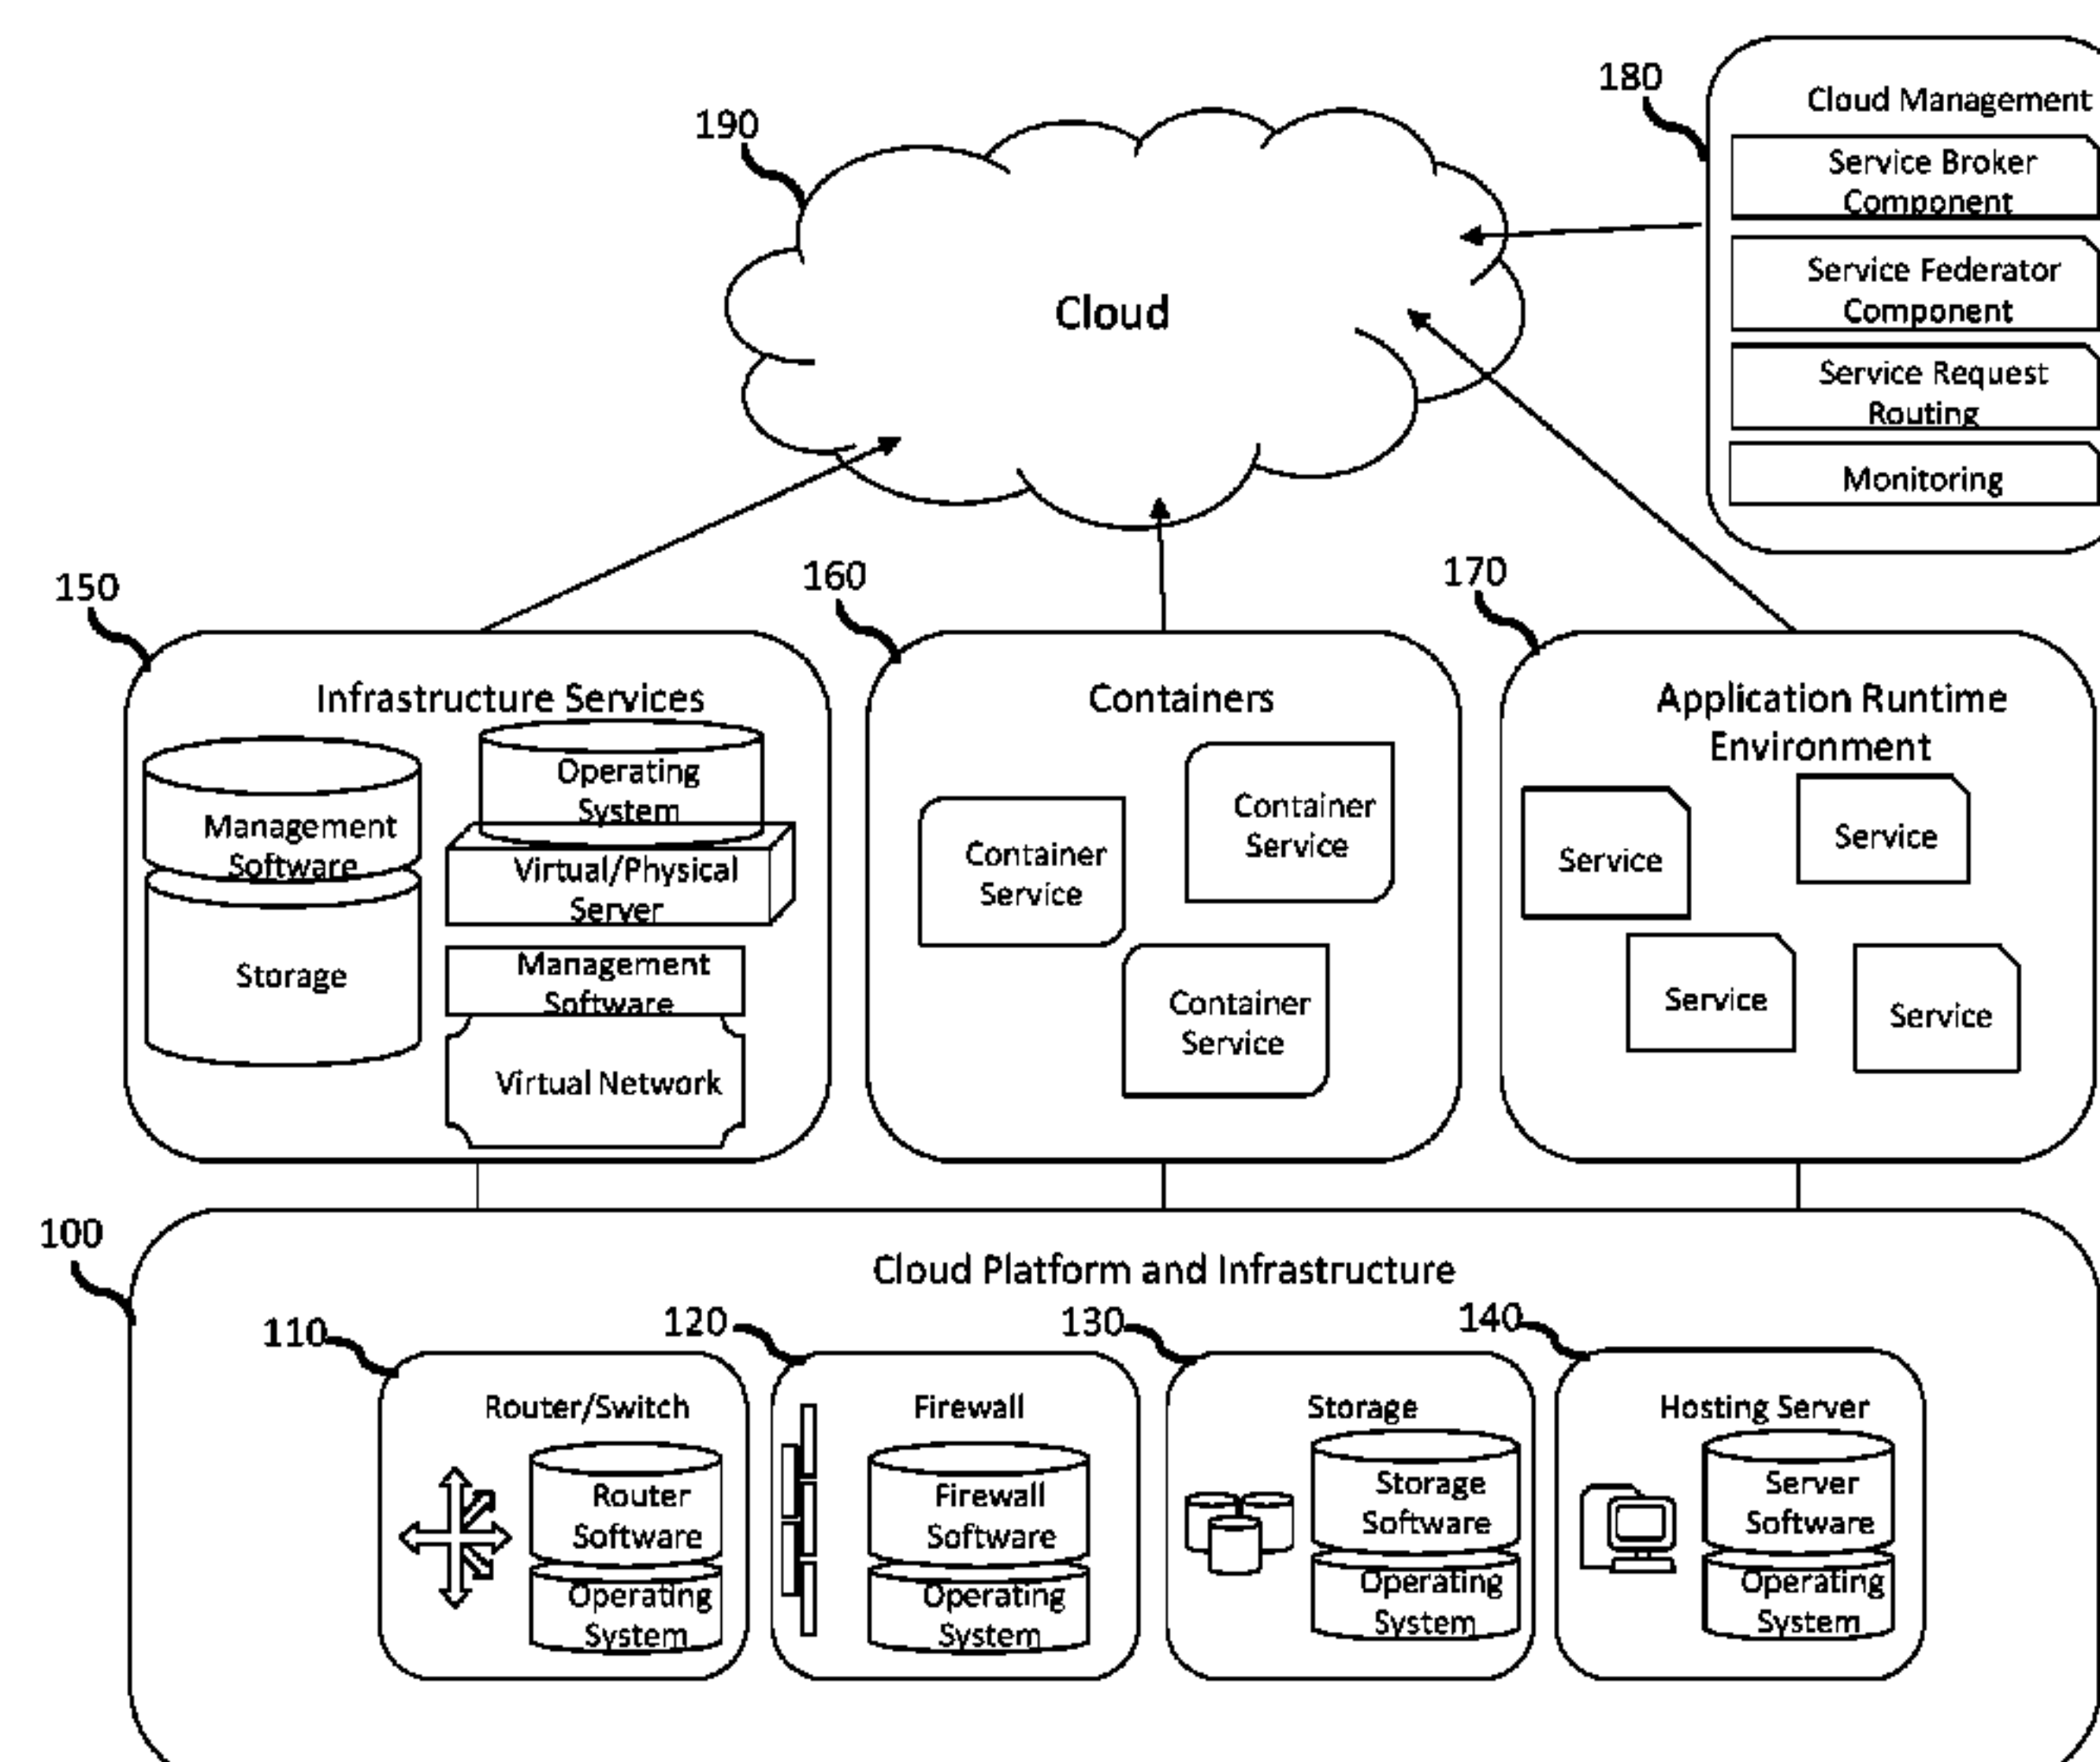 180
Cloud Management
190
Service Broker
Component
Service Federator
Component
Cloud
Service Request
Routing
Monitoring
150
160
170
Infrastructure Services
Management
Software
Storage
Operating
System
Virtual/Physical
Server
Management
Software
Virtual Network
Containers
Container
Service
Container
Service
Container
Service
Application Runtime
Environment
Service
Service
Service
Service
100
Cloud Platform and Infrastructure
110
120
130
140
Router/Switch
Router
Software
Operating
System
Firewall
Firewall
Software
Operating
System
Storage
Storage
Software
Operating
System
Hosting Server
Server
Software
Operating
System